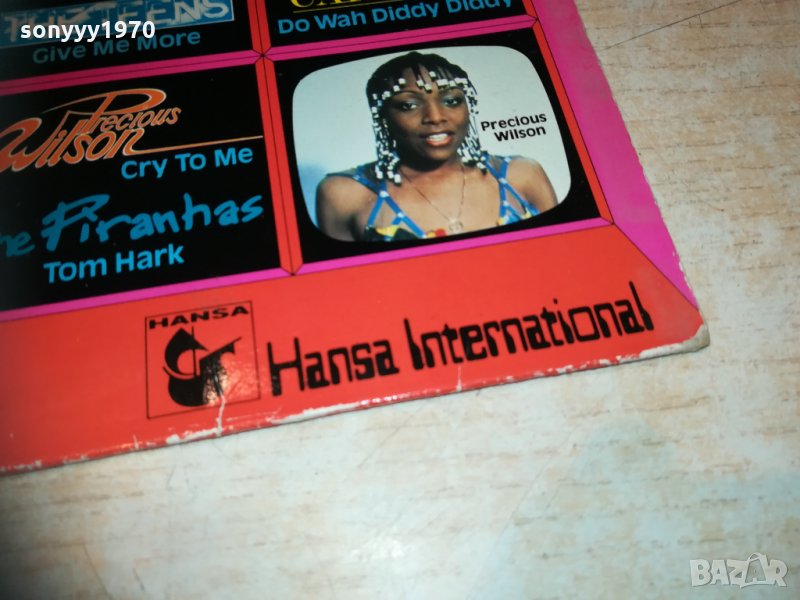 sonyyy1970
Give Me More
Do Wah Diddy Diddy
Precious
Wilson
Cry To Me
Precious
Wilson
Piranhas
Tom Hark
HANSA
Hansa International
BAZAR